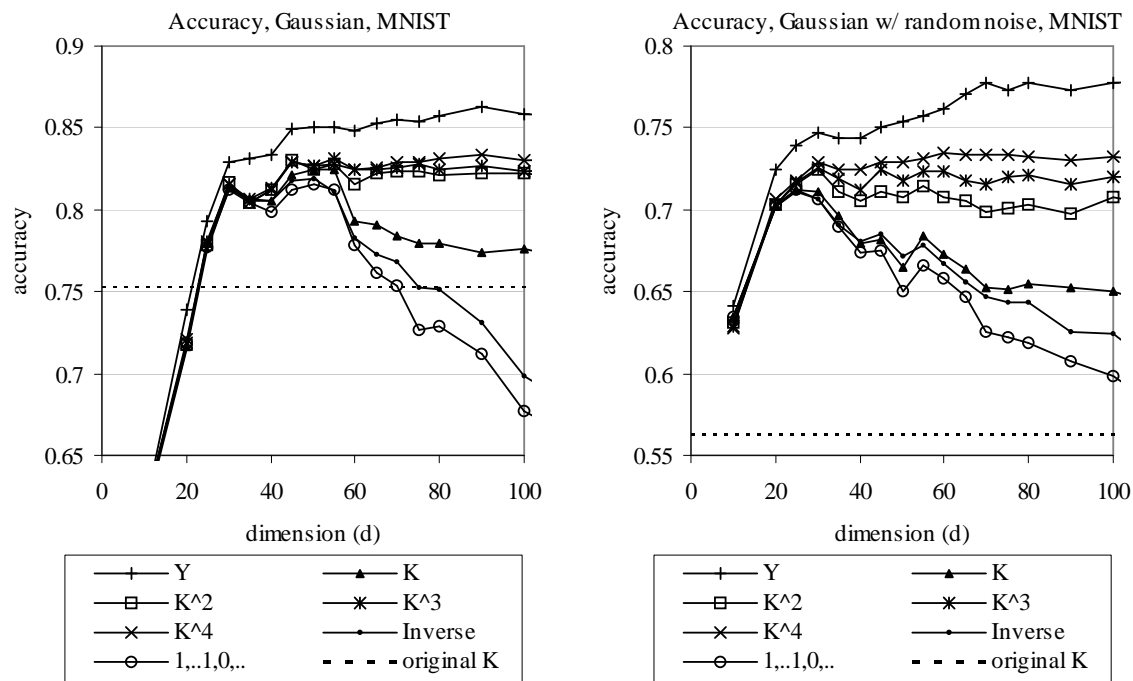 Accuracy, Gaussian, MNIST
0.9
0.85
0.8
0.75
0.7
0.65
accuracy
0 20 40 60 80 100
dimension (d)
Y K
K^2 K^3
K^4 Inverse
1,..1,0,.. original K
Accuracy, Gaussian w/ random noise, MNIST
0.8
0.75
0.7
0.65
0.6
0.55
accuracy
0 20 40 60 80 100
dimension (d)
Y K
K^2 K^3
K^4 Inverse
1,..1,0,.. original K